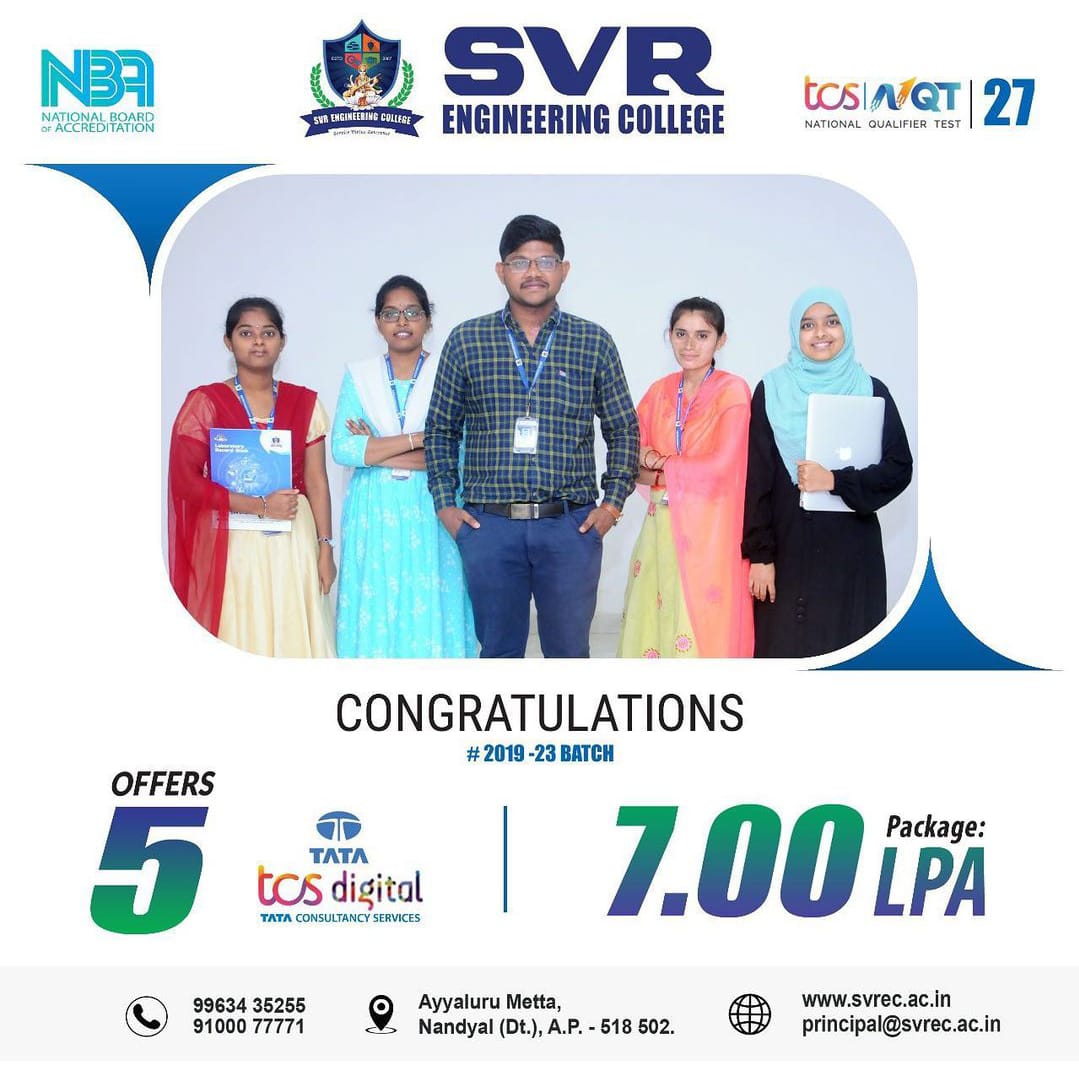 NBA
NATIONAL BOARD
OF ACCREDITATION
SVR ENGINEERING COLLEGE
SVR
ENGINEERING COLLEGE
tcs | NQT | 27
NATIONAL QUALIFIER TEST
Laboratory
Record Book
CONGRATULATIONS
# 2019 -23 BATCH
OFFERS
5
TATA
tcs digital
TATA CONSULTANCY SERVICES
7.00
Package:
LPA
99634 35255
91000 77771
Ayyaluru Metta,
Nandyal (Dt.), A.P. - 518 502.
www.svrec.ac.in
principal@svrec.ac.in